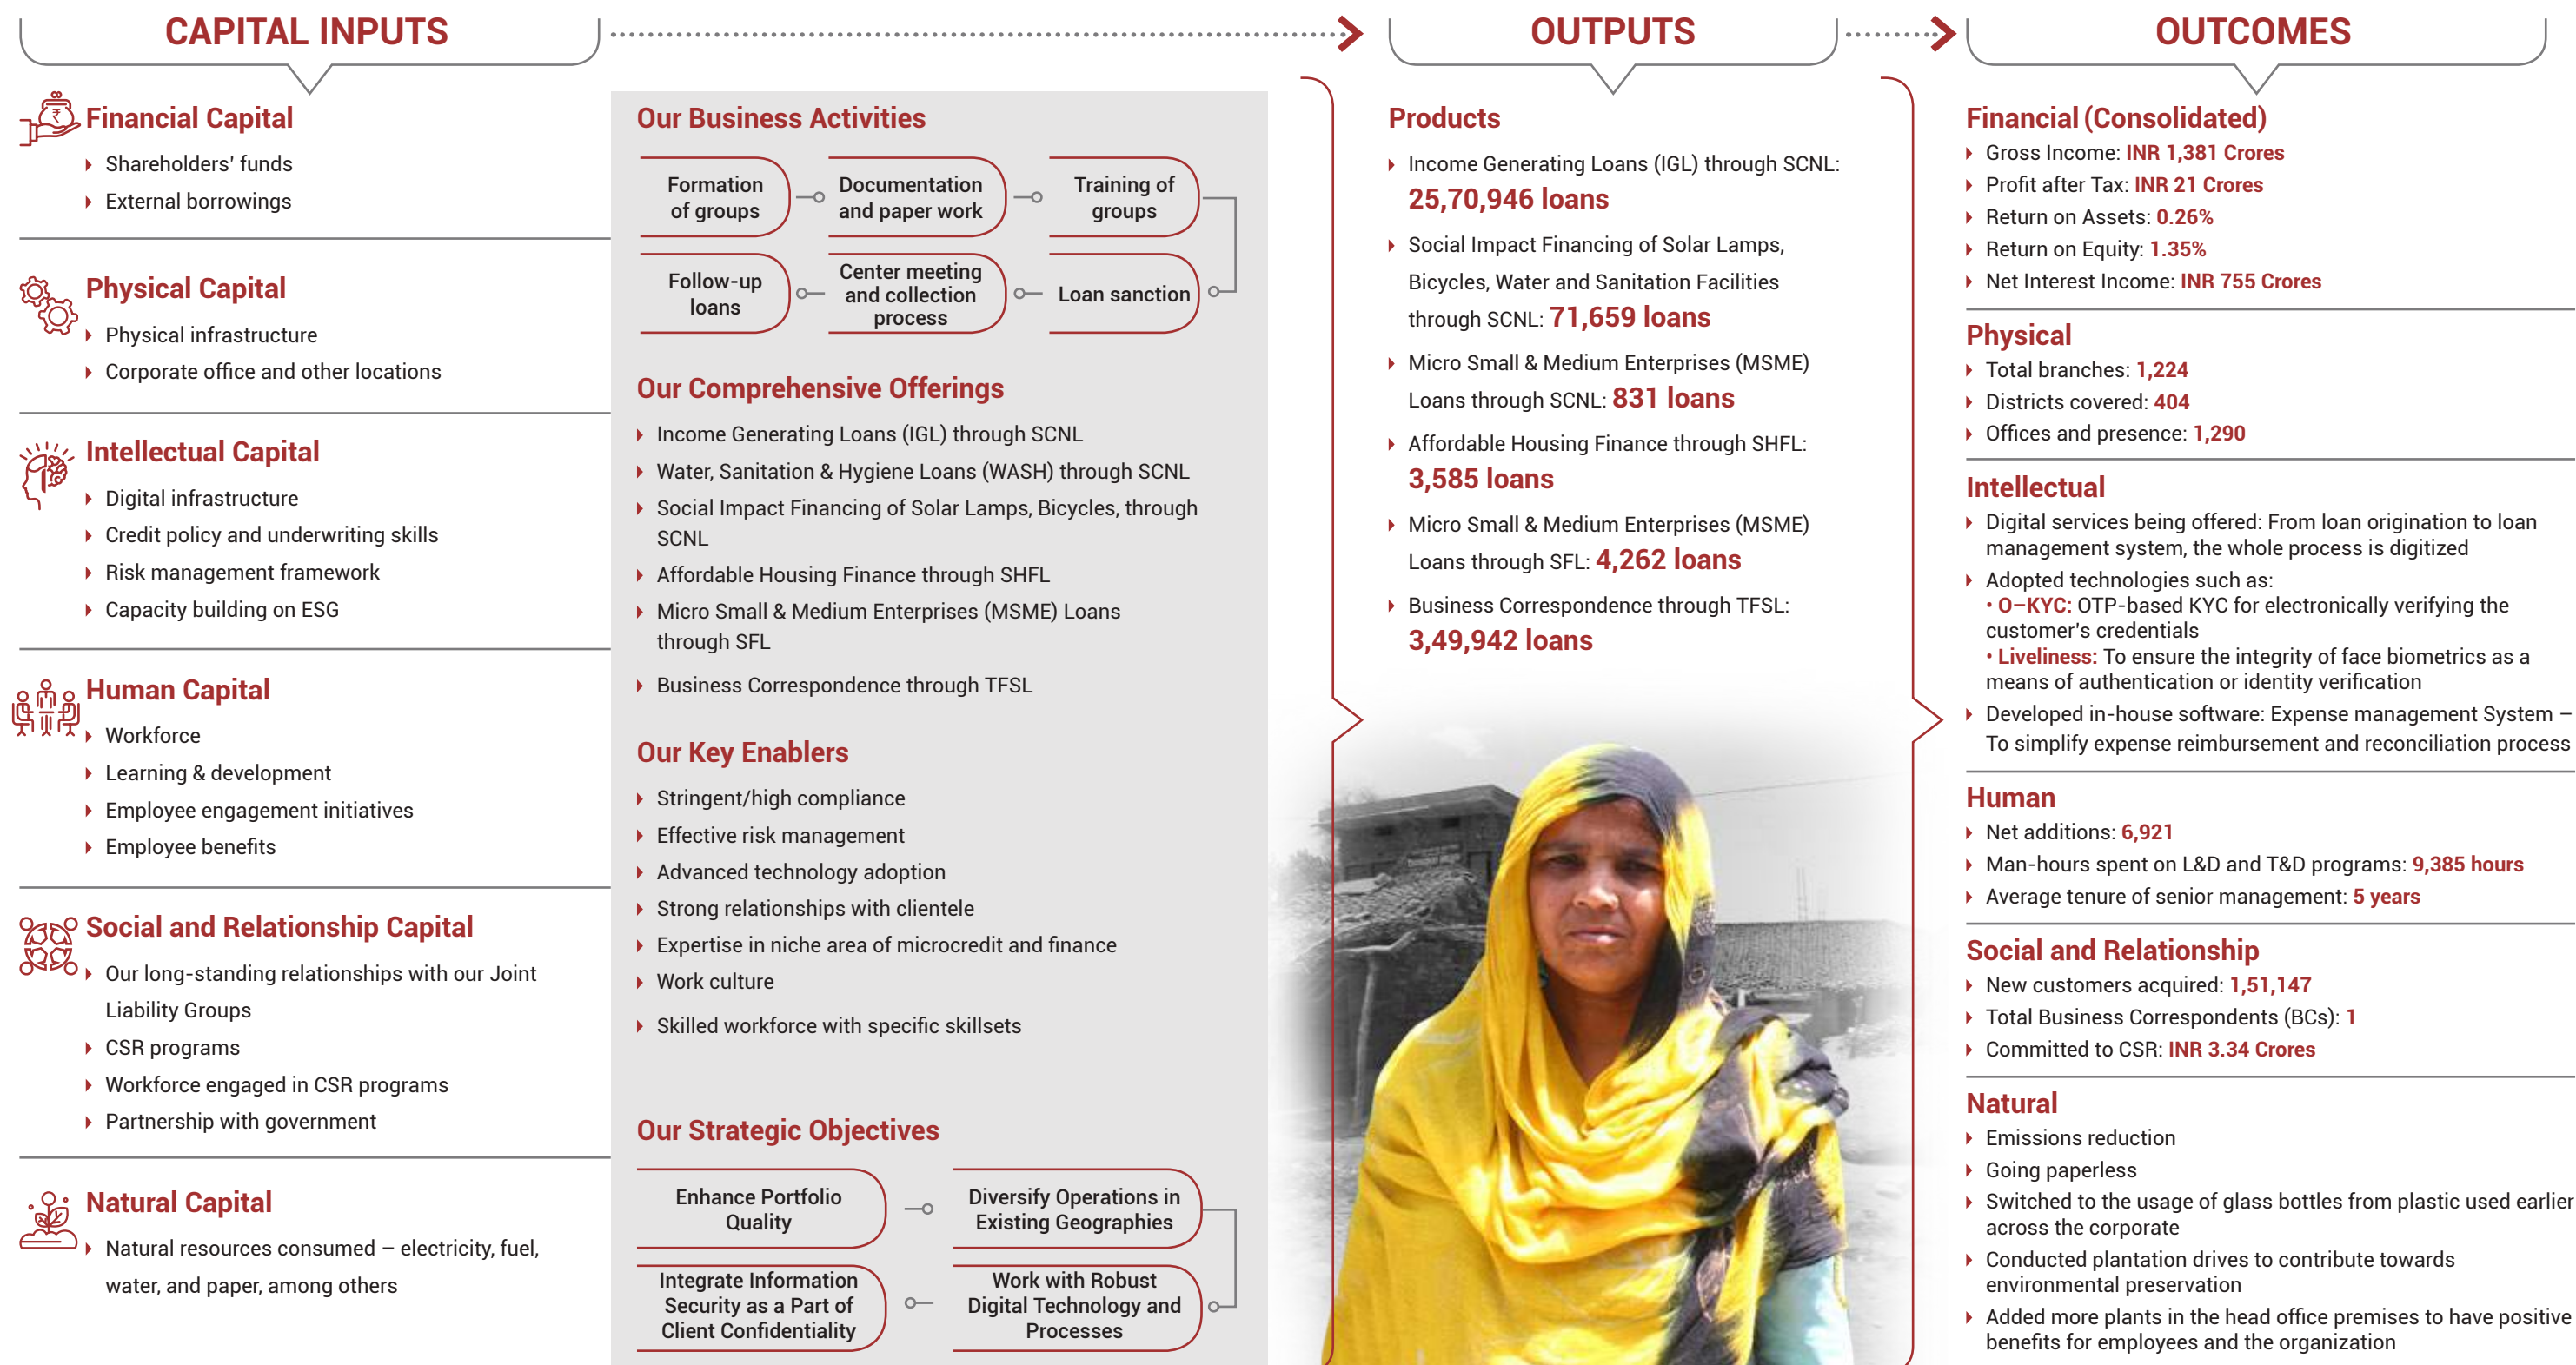 CAPITAL INPUTS
Financial Capital
Shareholders' funds
External borrowings
Physical Capital
Physical infrastructure
Corporate office and other locations
Intellectual Capital
Digital infrastructure
Credit policy and underwriting skills
Risk management framework
Capacity building on ESG
Human Capital
Workforce
Learning & development
Employee engagement initiatives
Employee benefits
Social and Relationship Capital
Our long-standing relationships with our Joint
Liability Groups
CSR programs
Workforce engaged in CSR programs
Partnership with government
Natural Capital
Natural resources consumed – electricity, fuel,
water, and paper, among others
Our Business Activities
Formation
of groups
Documentation
and paper work
Training of
groups
Loan sanction
Center meeting
and collection
process
Follow-up
loans
Our Comprehensive Offerings
Income Generating Loans (IGL) through SCNL
Water, Sanitation & Hygiene Loans (WASH) through SCNL
Social Impact Financing of Solar Lamps, Bicycles, through
SCNL
Affordable Housing Finance through SHFL
Micro Small & Medium Enterprises (MSME) Loans
through SFL
Business Correspondence through TFSL
Our Key Enablers
Stringent/high compliance
Effective risk management
Advanced technology adoption
Strong relationships with clientele
Expertise in niche area of microcredit and finance
Work culture
Skilled workforce with specific skillsets
Our Strategic Objectives
Enhance Portfolio
Quality
Diversify Operations in
Existing Geographies
Work with Robust
Digital Technology and
Processes
Integrate Information
Security as a Part of
Client Confidentiality
OUTPUTS
Products
Income Generating Loans (IGL) through SCNL:
25,70,946 loans
Social Impact Financing of Solar Lamps,
Bicycles, Water and Sanitation Facilities
through SCNL: 71,659 loans
Micro Small & Medium Enterprises (MSME)
Loans through SCNL: 831 loans
Affordable Housing Finance through SHFL:
3,585 loans
Micro Small & Medium Enterprises (MSME)
Loans through SFL: 4,262 loans
Business Correspondence through TFSL:
3,49,942 loans
OUTCOMES
Financial (Consolidated)
Gross Income: INR 1,381 Crores
Profit after Tax: INR 21 Crores
Return on Assets: 0.26%
Return on Equity: 1.35%
Net Interest Income: INR 755 Crores
Physical
Total branches: 1,224
Districts covered: 404
Offices and presence: 1,290
Intellectual
Digital services being offered: From loan origination to loan
management system, the whole process is digitized
Adopted technologies such as:
• O–KYC: OTP-based KYC for electronically verifying the
customer's credentials
• Liveliness: To ensure the integrity of face biometrics as a
means of authentication or identity verification
Developed in-house software: Expense management System –
To simplify expense reimbursement and reconciliation process
Human
Net additions: 6,921
Man-hours spent on L&D and T&D programs: 9,385 hours
Average tenure of senior management: 5 years
Social and Relationship
New customers acquired: 1,51,147
Total Business Correspondents (BCs): 1
Committed to CSR: INR 3.34 Crores
Natural
Emissions reduction
Going paperless
Switched to the usage of glass bottles from plastic used earlier
across the corporate
Conducted plantation drives to contribute towards
environmental preservation
Added more plants in the head office premises to have positive
benefits for employees and the organization